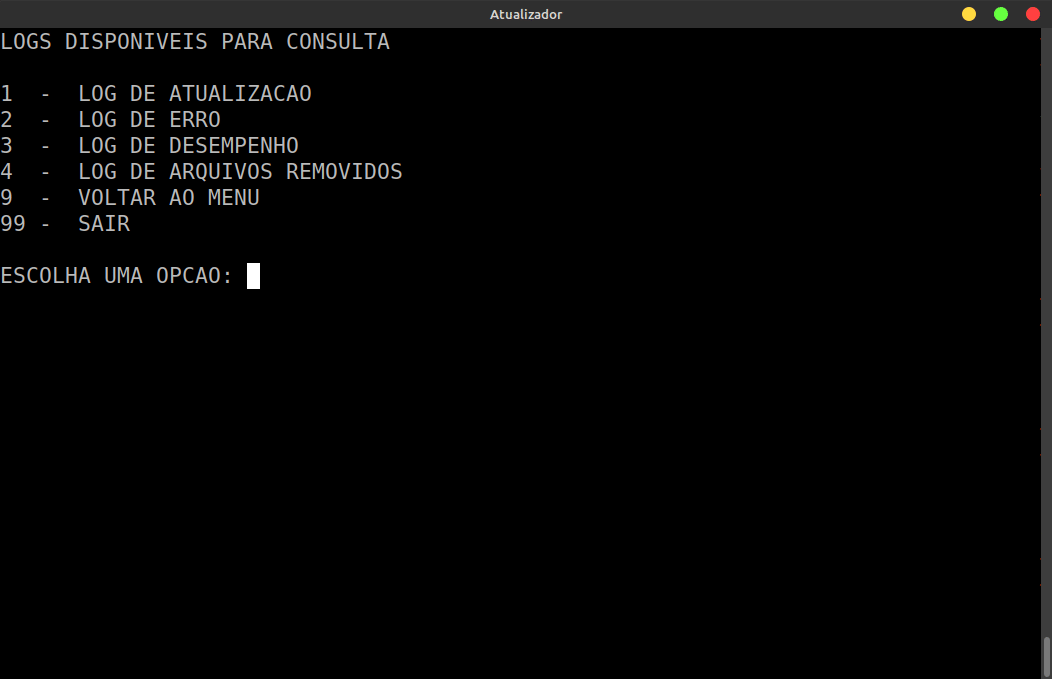 Atualizador
LOGS DISPONIVEIS PARA CONSULTA
1 - LOG DE ATUALIZACAO
2 - LOG DE ERRO
3 - LOG DE DESEMPENHO
4 - LOG DE ARQUIVOS REMOVIDOS
9 - VOLTAR AO MENU
99 - SAIR
ESCOLHA UMA OPCAO: